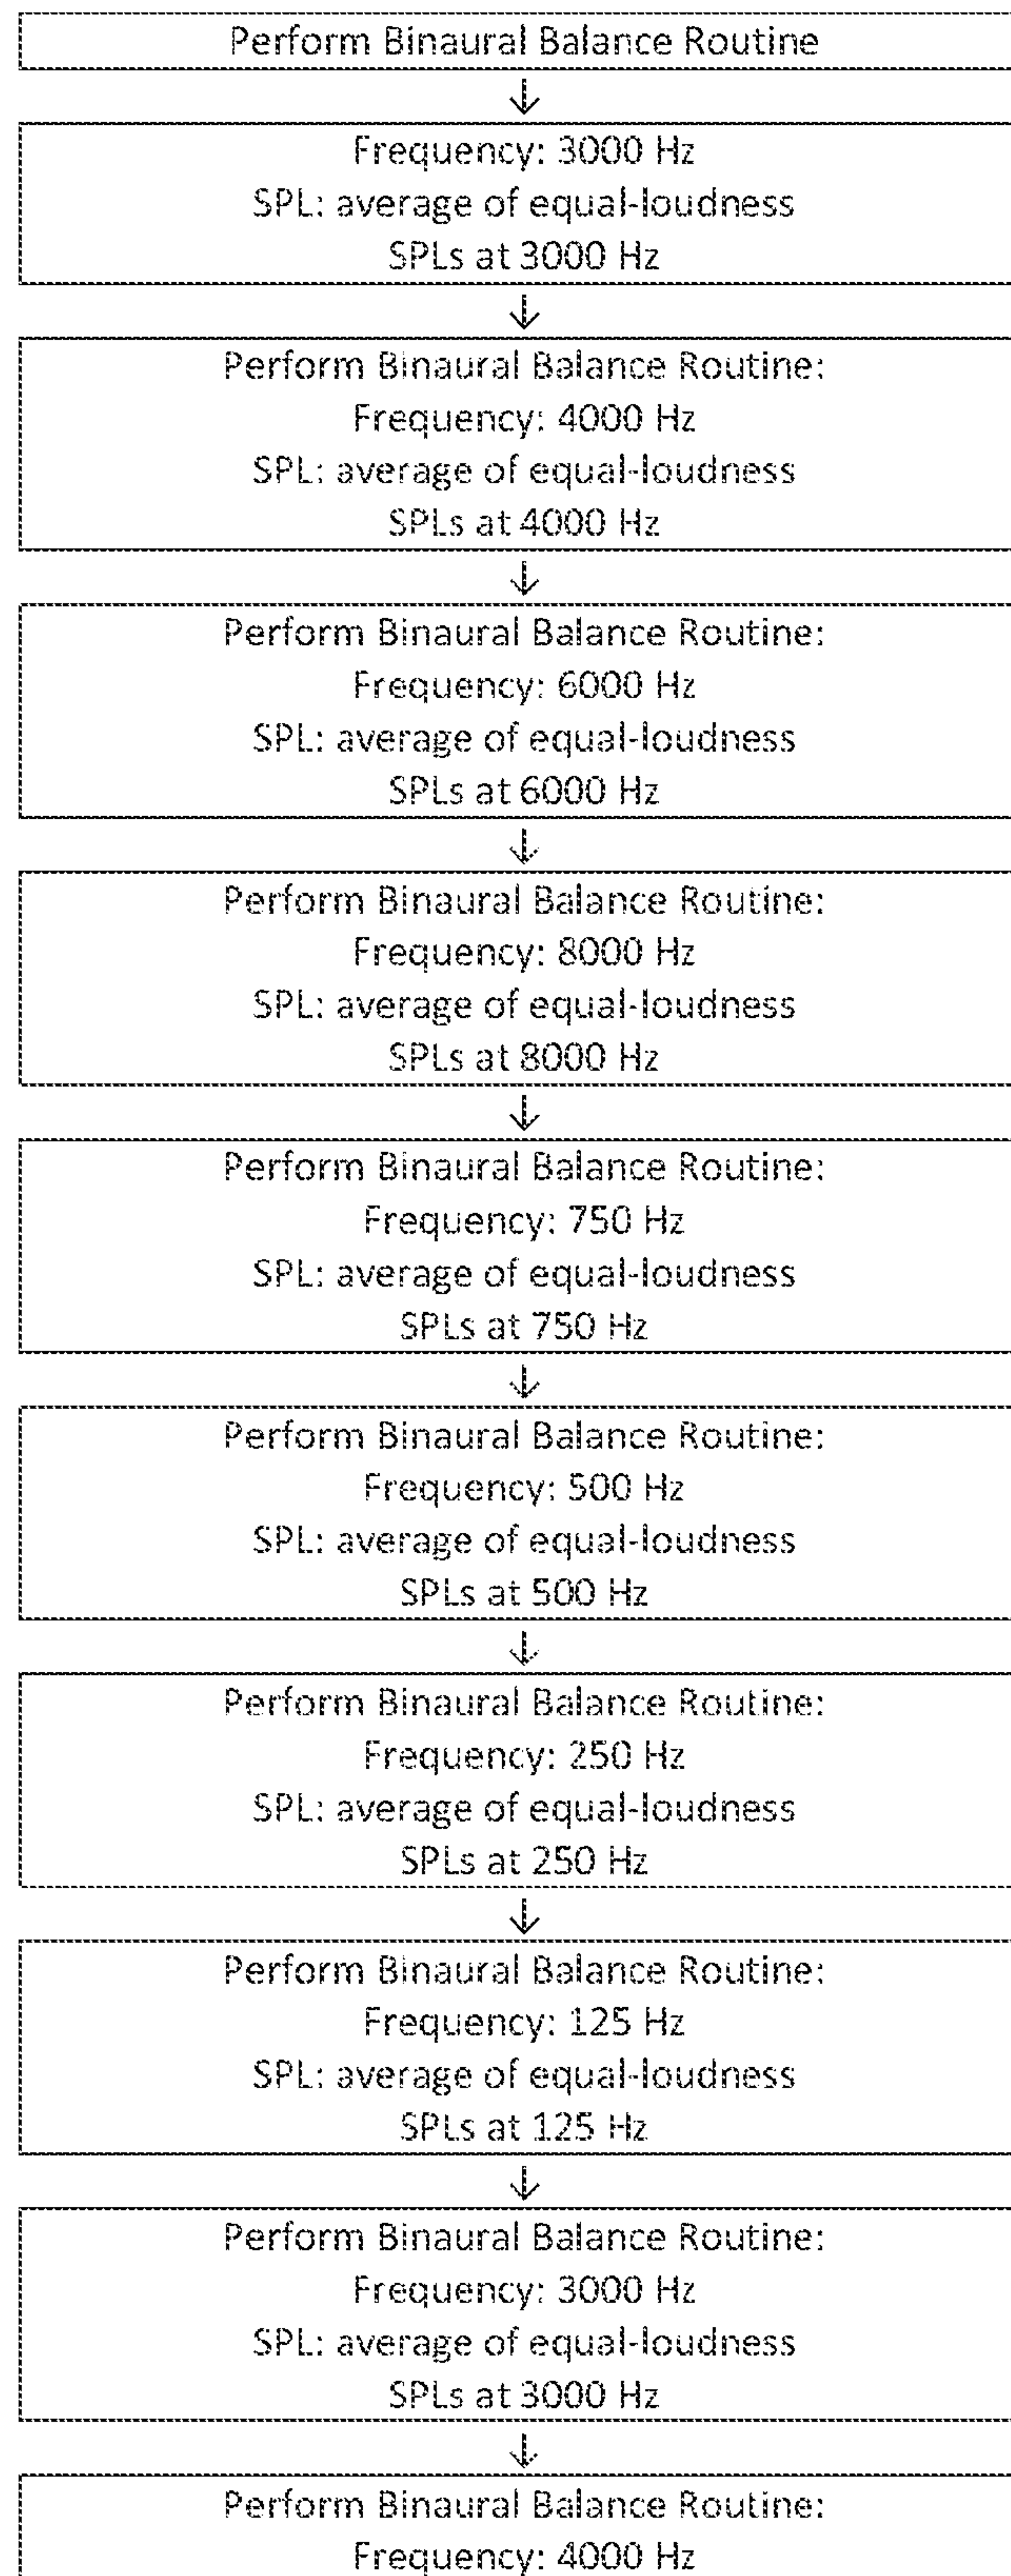 Perform Binaural Balance Routine
Frequency: 3000 Hz
SPL: average of equal-loudness
SPLs at 3000 Hz
Perform Binaural Balance Routine:
Frequency: 4000 Hz
SPL: average of equal-loudness
SPLs at 4000 Hz
Perform Binaural Balance Routine:
Frequency: 6000 Hz
SPL: average of equal-loudness
SPLs at 6000 Hz
Perform Binaural Balance Routine:
Frequency: 8000 Hz
SPL: average of equal-loudness
SPLs at 8000 Hz
Perform Binaural Balance Routine:
Frequency: 750 Hz
SPL: average of equal-loudness
SPLs at 750 Hz
Perform Binaural Balance Routine:
Frequency: 500 Hz
SPL: average of equal-loudness
SPLs at 500 Hz
Perform Binaural Balance Routine:
Frequency: 250 Hz
SPL: average of equal-loudness
SPLs at 250 Hz
Perform Binaural Balance Routine:
Frequency: 125 Hz
SPL: average of equal-loudness
SPLs at 125 Hz
Perform Binaural Balance Routine:
Frequency: 3000 Hz
SPL: average of equal-loudness
SPLs at 3000 Hz
Perform Binaural Balance Routine:
Frequency: 4000 Hz